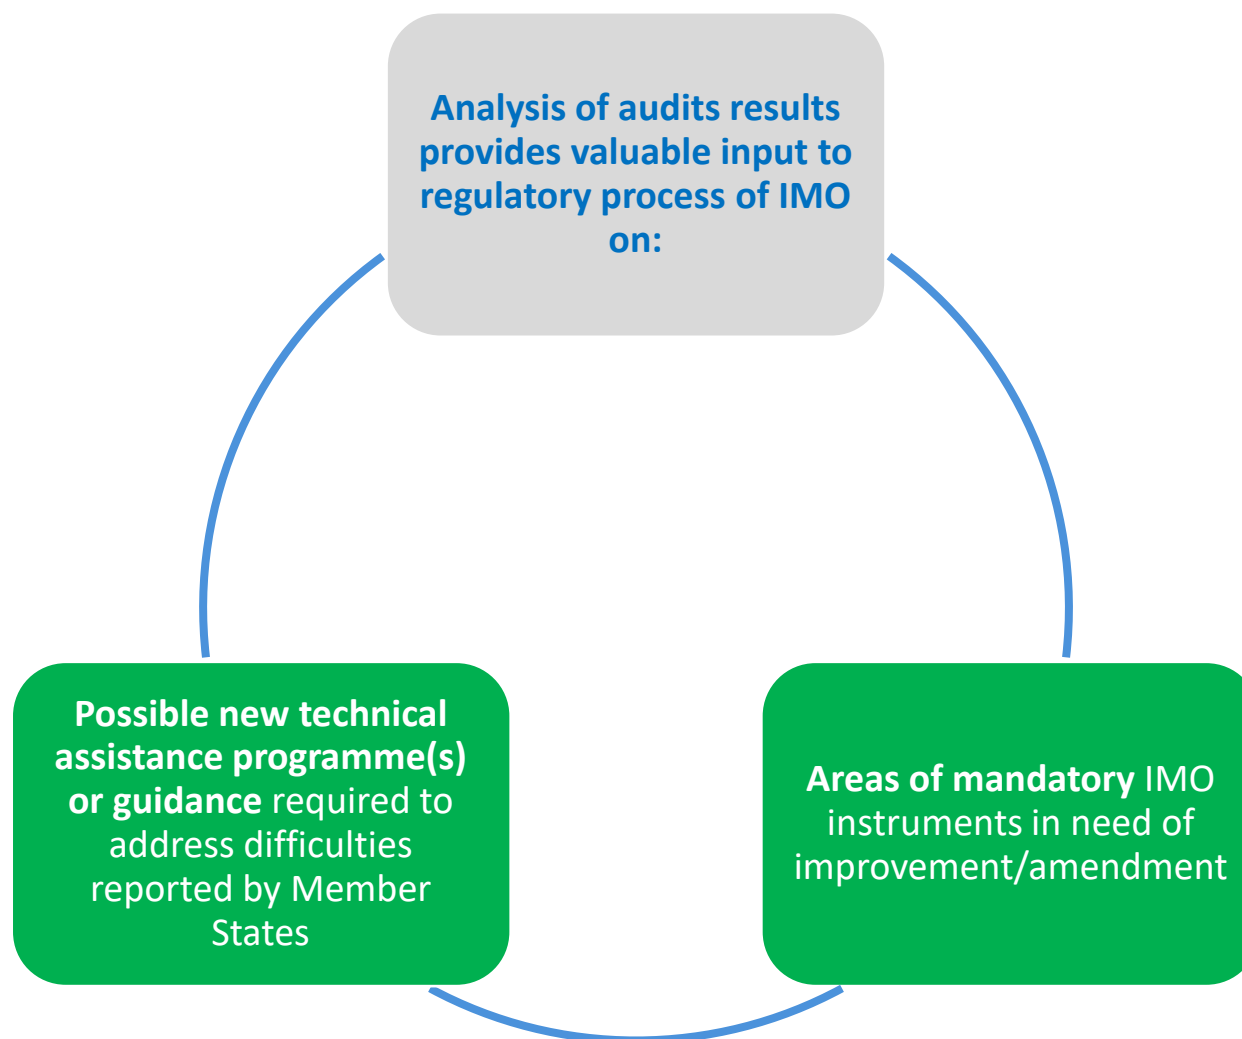 Analysis of audits results
provides valuable input to
regulatory process of IMO
on:
Possible new technical
assistance programme(s)
or guidance required to
address difficulties
reported by Member
States
Areas of mandatory IMO
instruments in need of
improvement/amendment